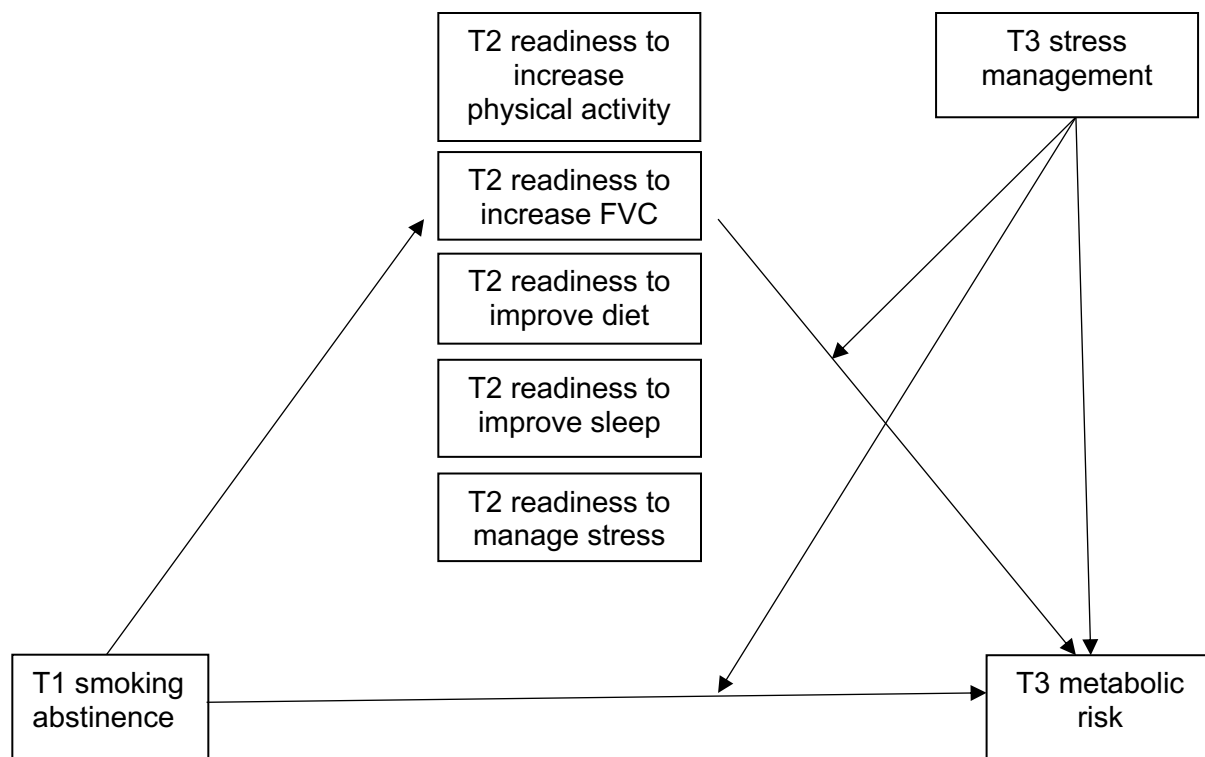 T2 readiness to
increase
physical activity
T3 stress
management
T2 readiness to
increase FVC
T2 readiness to
improve diet
T2 readiness to
improve sleep
T2 readiness to
manage stress
T1 smoking
abstinence
T3 metabolic
risk